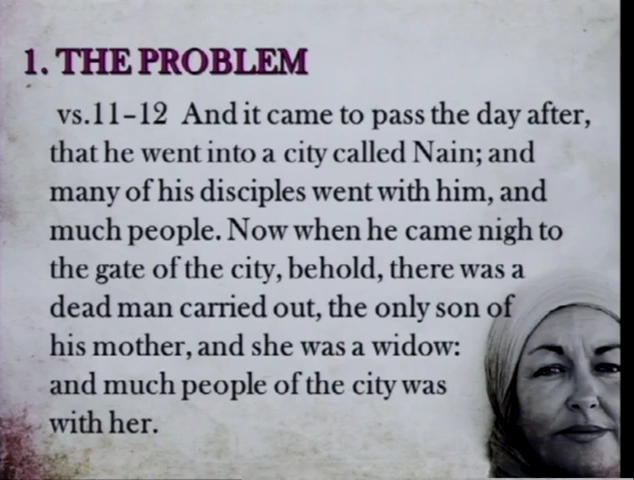 1. THE PROBLEM
vs.11-12 And it came to pass the day after,
that he went into a city called Nain; and
many of his disciples went with him, and
much people. Now when he came nigh to
the gate of the city, behold, there was a
dead man carried out, the only son of
his mother, and she was a widow:
and much people of the city was
with her.